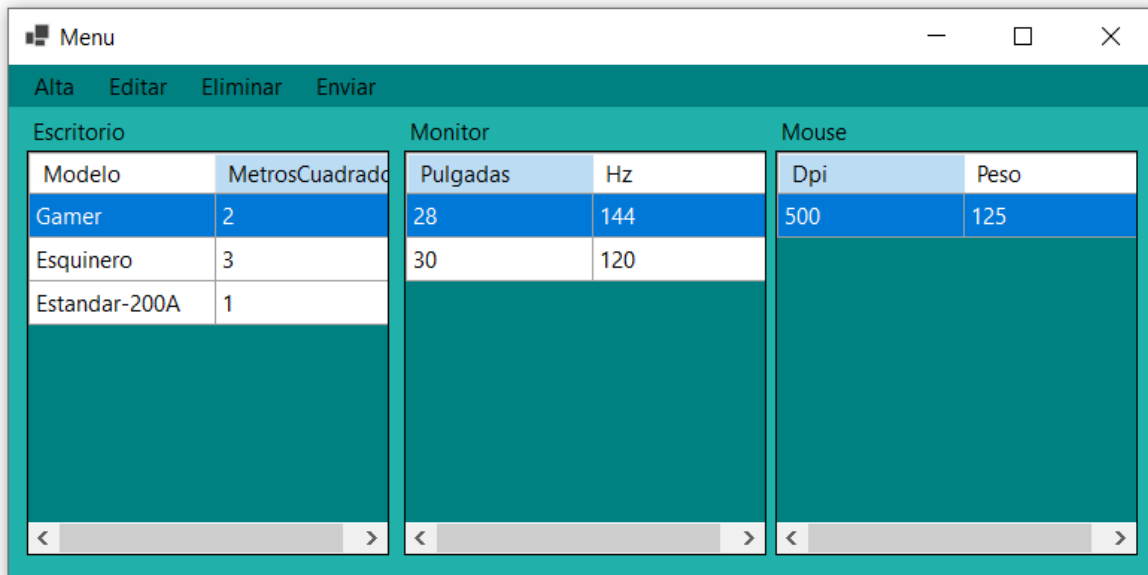 Menu
Alta Editar Eliminar Enviar
Escritorio Monitor Mouse
Modelo MetrosCuadrado Pulgadas Hz Dpi Peso
Gamer 2 28 144 500 125
Esquinero 3 30 120
Estandar-200A 1